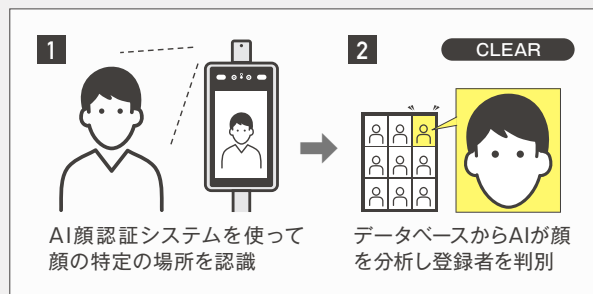 1
AI顔認証システムを使って
顔の特定の場所を認識
2
CLEAR
データベースからAIが顔
を分析し登録者を判別